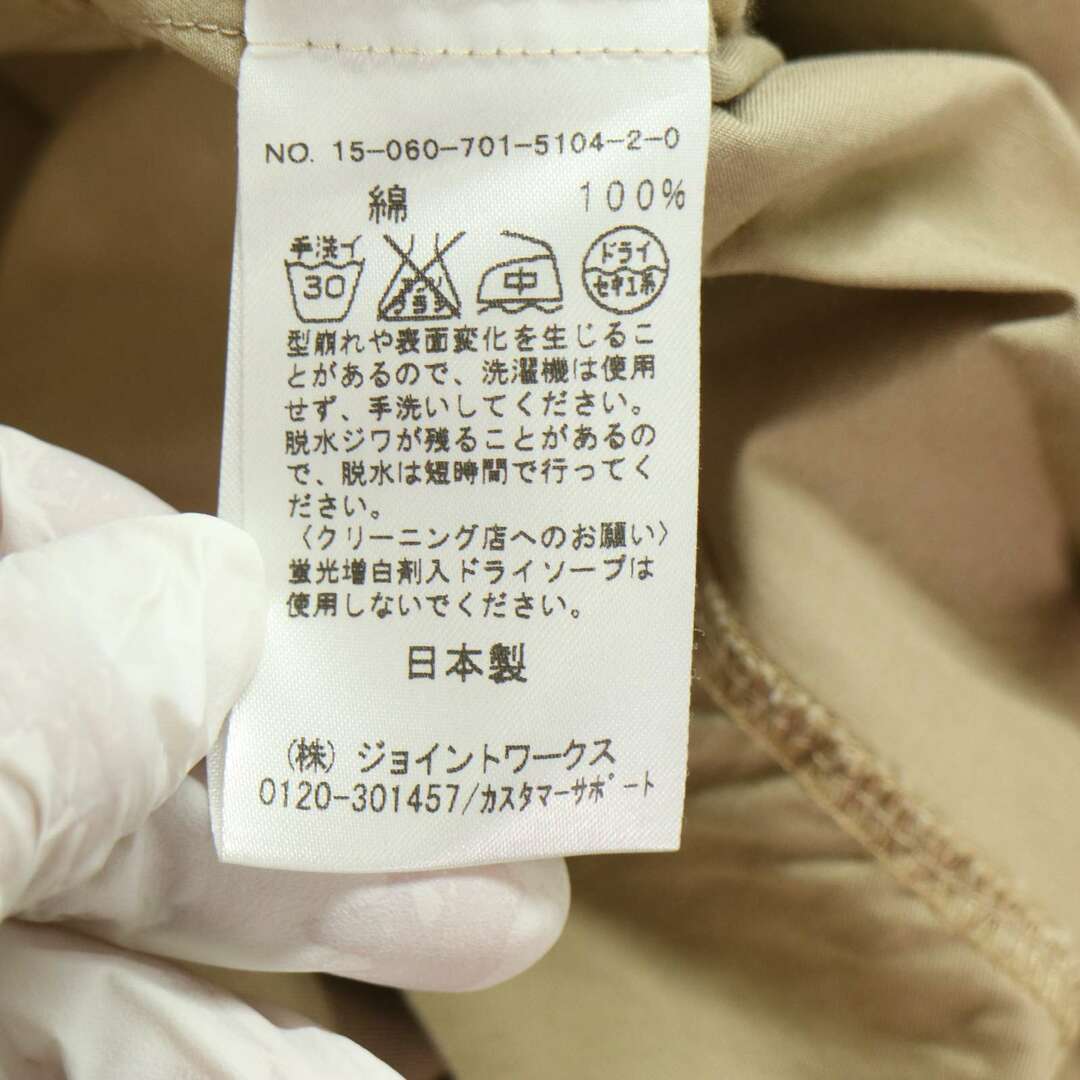 NO. 15-060-701-5104-2-0
綿 100%
手洗イ
30
エンソ
サラシ
中
ドライ
セキユ系
型崩れや表面変化を生じるこ
とがあるので、洗濯機は使用
せず、手洗いしてください。
脱水ジワが残ることがあるの
で、脱水は短時間で行ってく
ださい。
〈クリーニング店へのお願い〉
蛍光増白剤入ドライソープは
使用しないでください。
日本製
(株) ジョイントワークス
0120-301457/カスタマーサポート